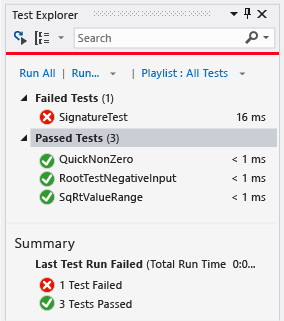 Test Explorer
Search
Run All | Run... | Playlist : All Tests
Failed Tests (1)
SignatureTest 16 ms
Passed Tests (3)
QuickNonZero < 1 ms
RootTestNegativeInput < 1 ms
SqRtValueRange < 1 ms
Summary
Last Test Run Failed (Total Run Time 0:0...
1 Test Failed
3 Tests Passed